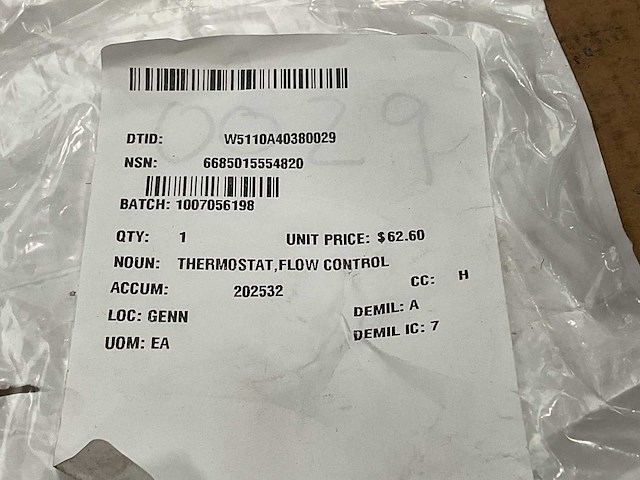 0029
DTID: W5110A40380029
NSN: 6685015554820
BATCH: 1007056198
QTY: 1 UNIT PRICE: $62.60
NOUN: THERMOSTAT,FLOW CONTROL
ACCUM: 202532 CC: H
LOC: GENN DEMIL: A
UOM: EA DEMIL IC: 7